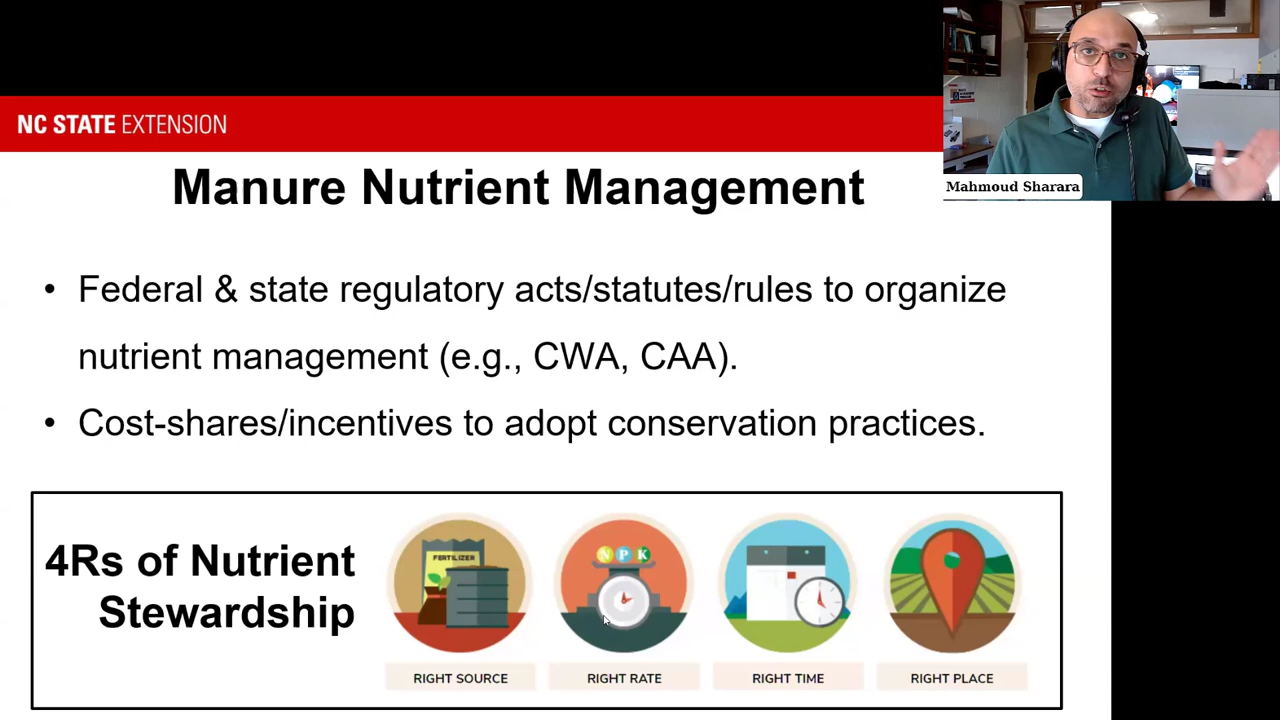 NC STATE EXTENSION
Mahmoud Sharara
Manure Nutrient Management
• Federal & state regulatory acts/statutes/rules to organize
nutrient management (e.g., CWA, CAA).
• Cost-shares/incentives to adopt conservation practices.
4Rs of Nutrient
Stewardship
FERTILIZER
N P K
RIGHT SOURCE
RIGHT RATE
RIGHT TIME
RIGHT PLACE